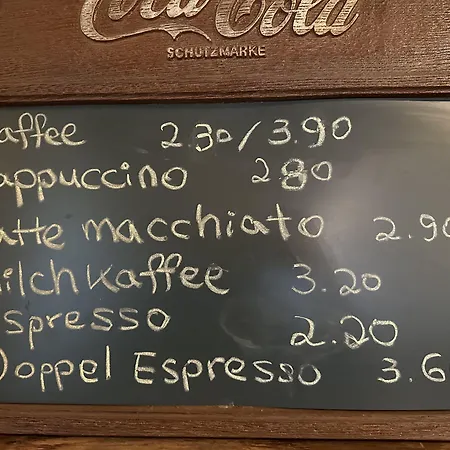 Coca-Cola
SCHUTZMARKE
affee 2.30/3.90
appuccino 2.80
atte macchiato 2.90
ilchkaffee 3.20
spresso 2.20
Doppel Espresso 3.6